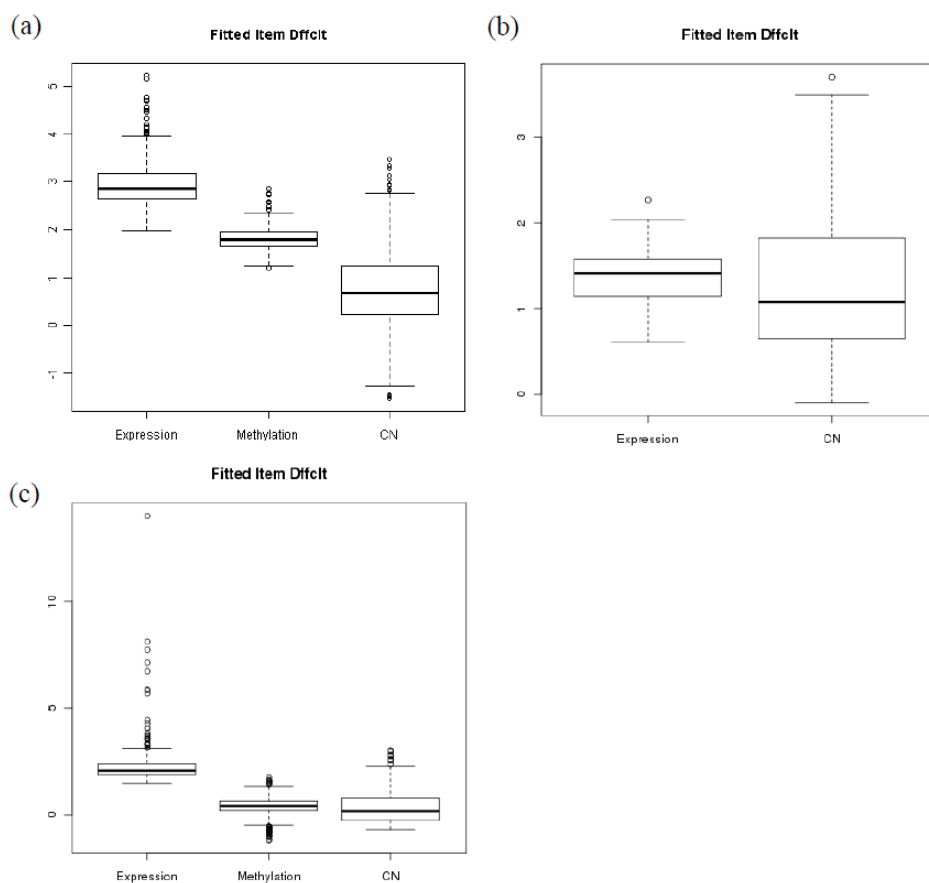 (a)
Fitted Item Dffclt
5
4
3
2
1
0
-1
Expression Methylation CN
(b)
Fitted Item Dffclt
3
2
1
0
Expression CN
(c)
Fitted Item Dffclt
10
5
0
Expression Methylation CN